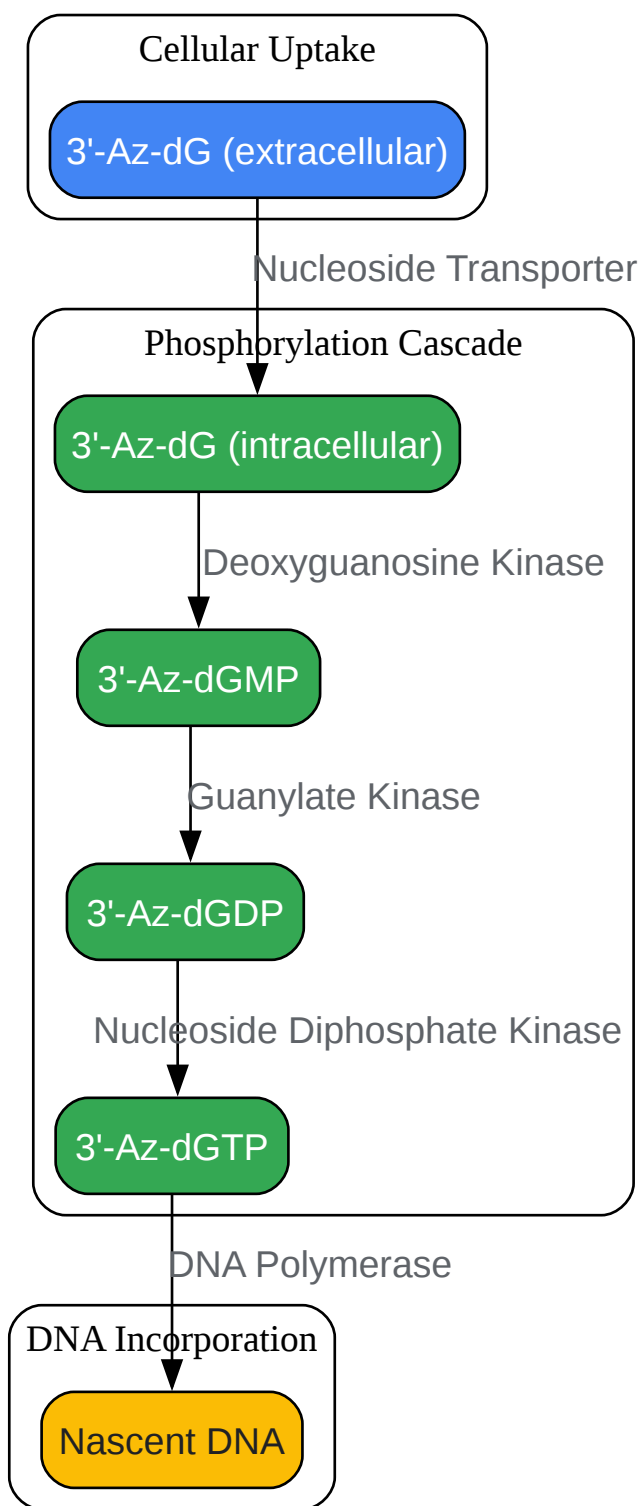 Cellular Uptake
3'-Az-dG (extracellular)
Nucleoside Transporter
Phosphorylation Cascade
3'-Az-dG (intracellular)
Deoxyguanosine Kinase
3'-Az-dGMP
Guanylate Kinase
3'-Az-dGDP
Nucleoside Diphosphate Kinase
3'-Az-dGTP
DNA Polymerase
DNA Incorporation
Nascent DNA